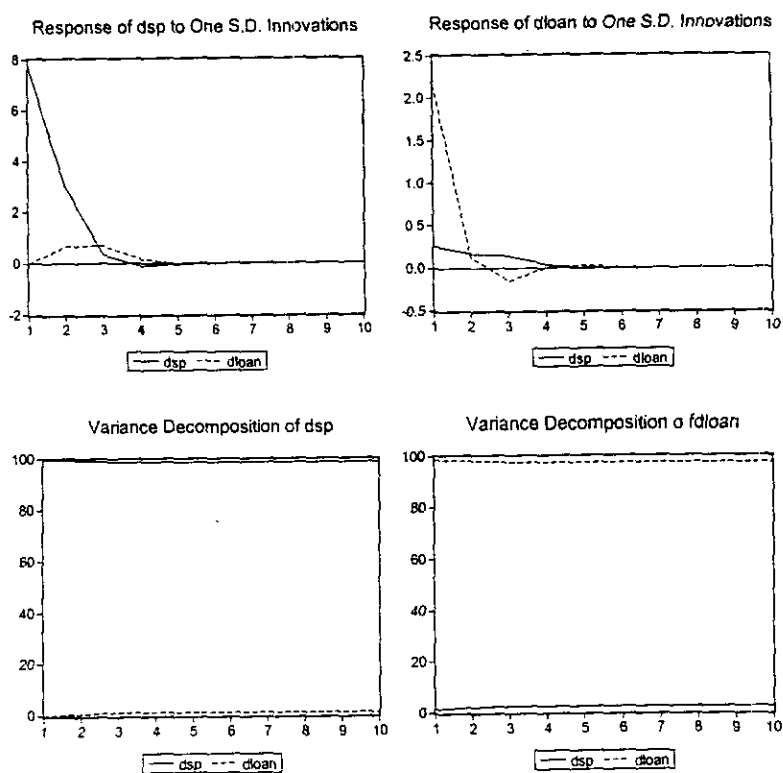 Response of dsp to One S.D. Innovations
8
6
4
2
0
-2
1 2 3 4 5 6 7 8 9 10
dsp dloan
Response of dloan to One S.D. Innovations
2.5
2.0
1.5
1.0
0.5
0.0
-0.5
1 2 3 4 5 6 7 8 9 10
dsp dloan
Variance Decomposition of dsp
100
80
60
40
20
0
1 2 3 4 5 6 7 8 9 10
dsp dloan
Variance Decomposition o fdloan
100
80
60
40
20
0
1 2 3 4 5 6 7 8 9 10
dsp dloan